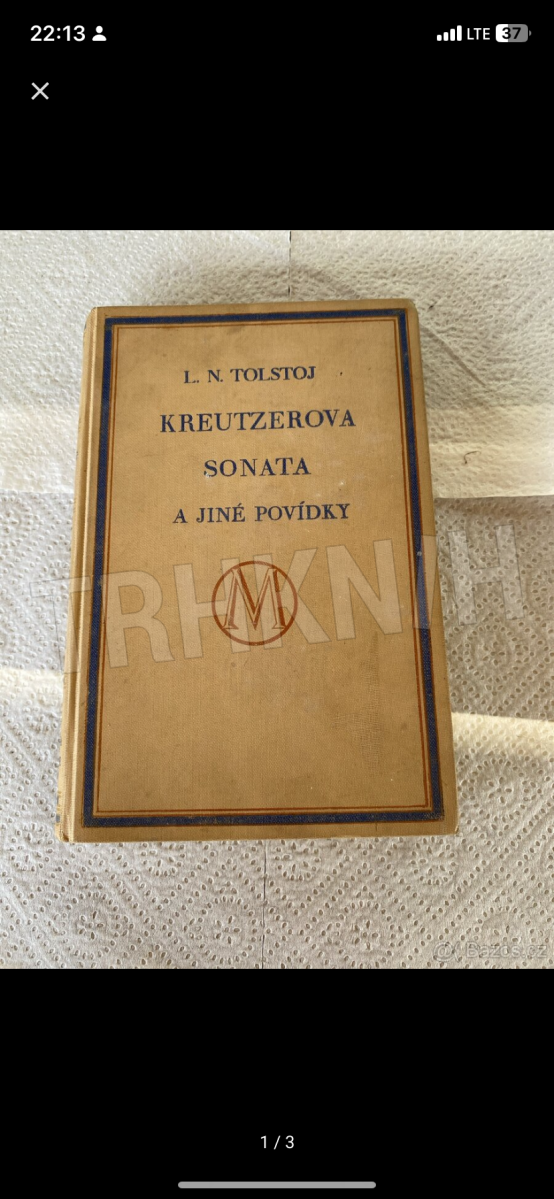 22:13
LTE 37
L. N. TOLSTOJ
KREUTZEROVA
SONATA
A JINÉ POVÍDKY
M
TRHKNIH
Bazos.cz
1 / 3